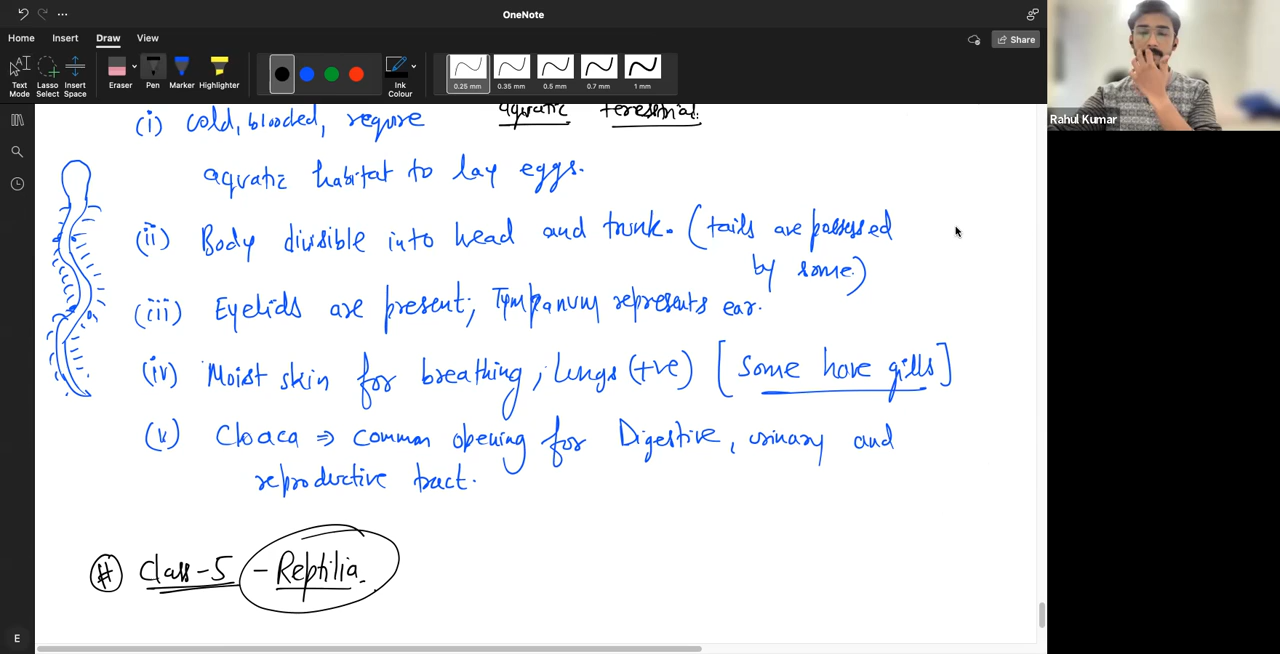 OneNote
Home Insert Draw View
Share
Text Mode
Lasso Select
Insert Space
Eraser
Pen
Marker
Highlighter
Ink Colour
0.25 mm
0.35 mm
0.5 mm
0.7 mm
1 mm
Rahul Kumar
aquatic terrestrial.
(i) cold, blooded, require
aquatic habitat to lay eggs.
(ii) Body divisible into head and trunk. (tails are possessed
by some.)
(iii) Eyelids are present; Tympanum represents ear.
(iv) Moist skin for breathing, lungs (+ve) [some have gills]
(v) Cloaca ⇒ common opening for Digestive, urinary and
reproductive tract.
# Class-5 - Reptilia.
E